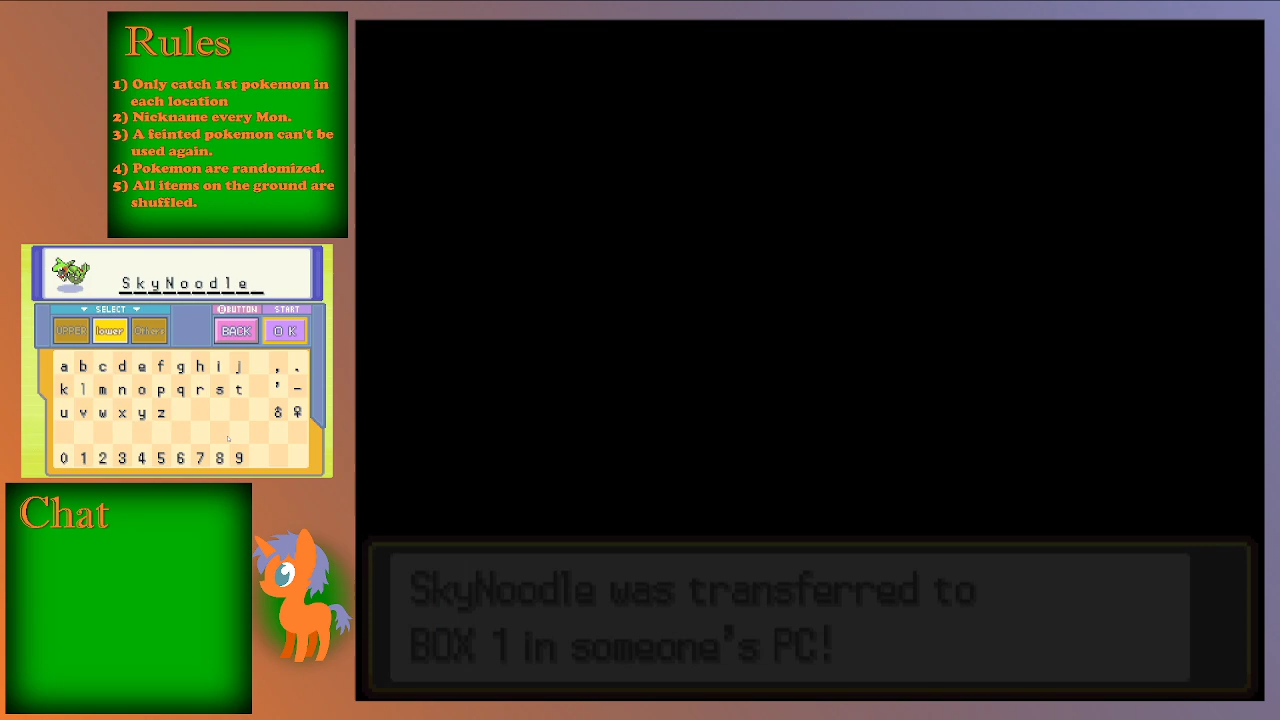 Rules
1) Only catch 1st pokemon in
each location
2) Nickname every Mon.
3) A feinted pokemon can't be
used again.
4) Pokemon are randomized.
5) All items on the ground are
shuffled.
SkyNoodle_
SELECT
BUTTON START
UPPER lower Others BACK OK
a b c d e f g h i j , .
k l m n o p q r s t ' -
u v w x y z ♂ ♀
0 1 2 3 4 5 6 7 8 9
Chat
SkyNoodle was transferred to
BOX 1 in someone's PC!